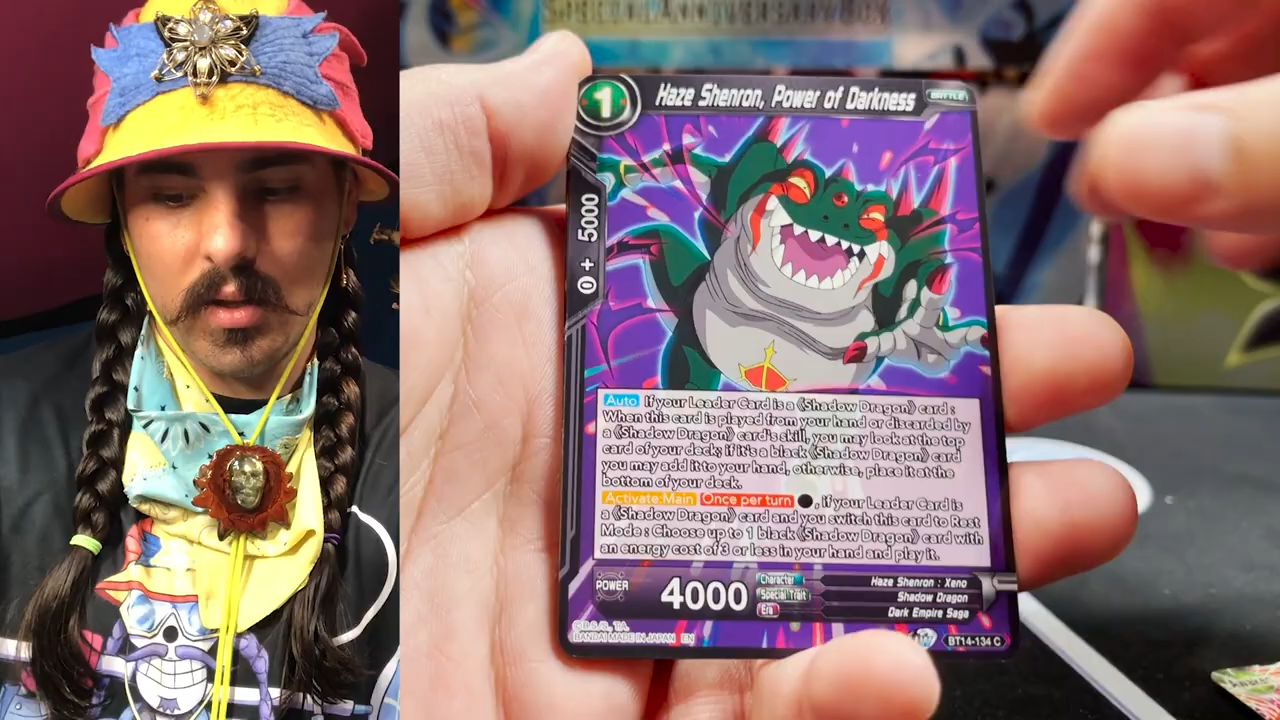 SPECIAL ANNIVERSARY BOX
1
Haze Shenron, Power of Darkness
BATTLE
0 + 5000
Auto If your Leader Card is a 《Shadow Dragon》 card:
When this card is played from your hand or discarded by
a 《Shadow Dragon》 card's skill, you may look at the top
card of your deck; if it's a black 《Shadow Dragon》 card
you may add it to your hand, otherwise, place it at the
bottom of your deck.
Activate:Main Once per turn , if your Leader Card is
a 《Shadow Dragon》 card and you switch this card to Rest
Mode: Choose up to 1 black 《Shadow Dragon》 card with
an energy cost of 3 or less in your hand and play it.
POWER
4000
Character Haze Shenron : Xeno
Special Trait Shadow Dragon
Era Dark Empire Saga
©B.S./S., T.A.
BANDAI MADE IN JAPAN EN
BT14-134 C